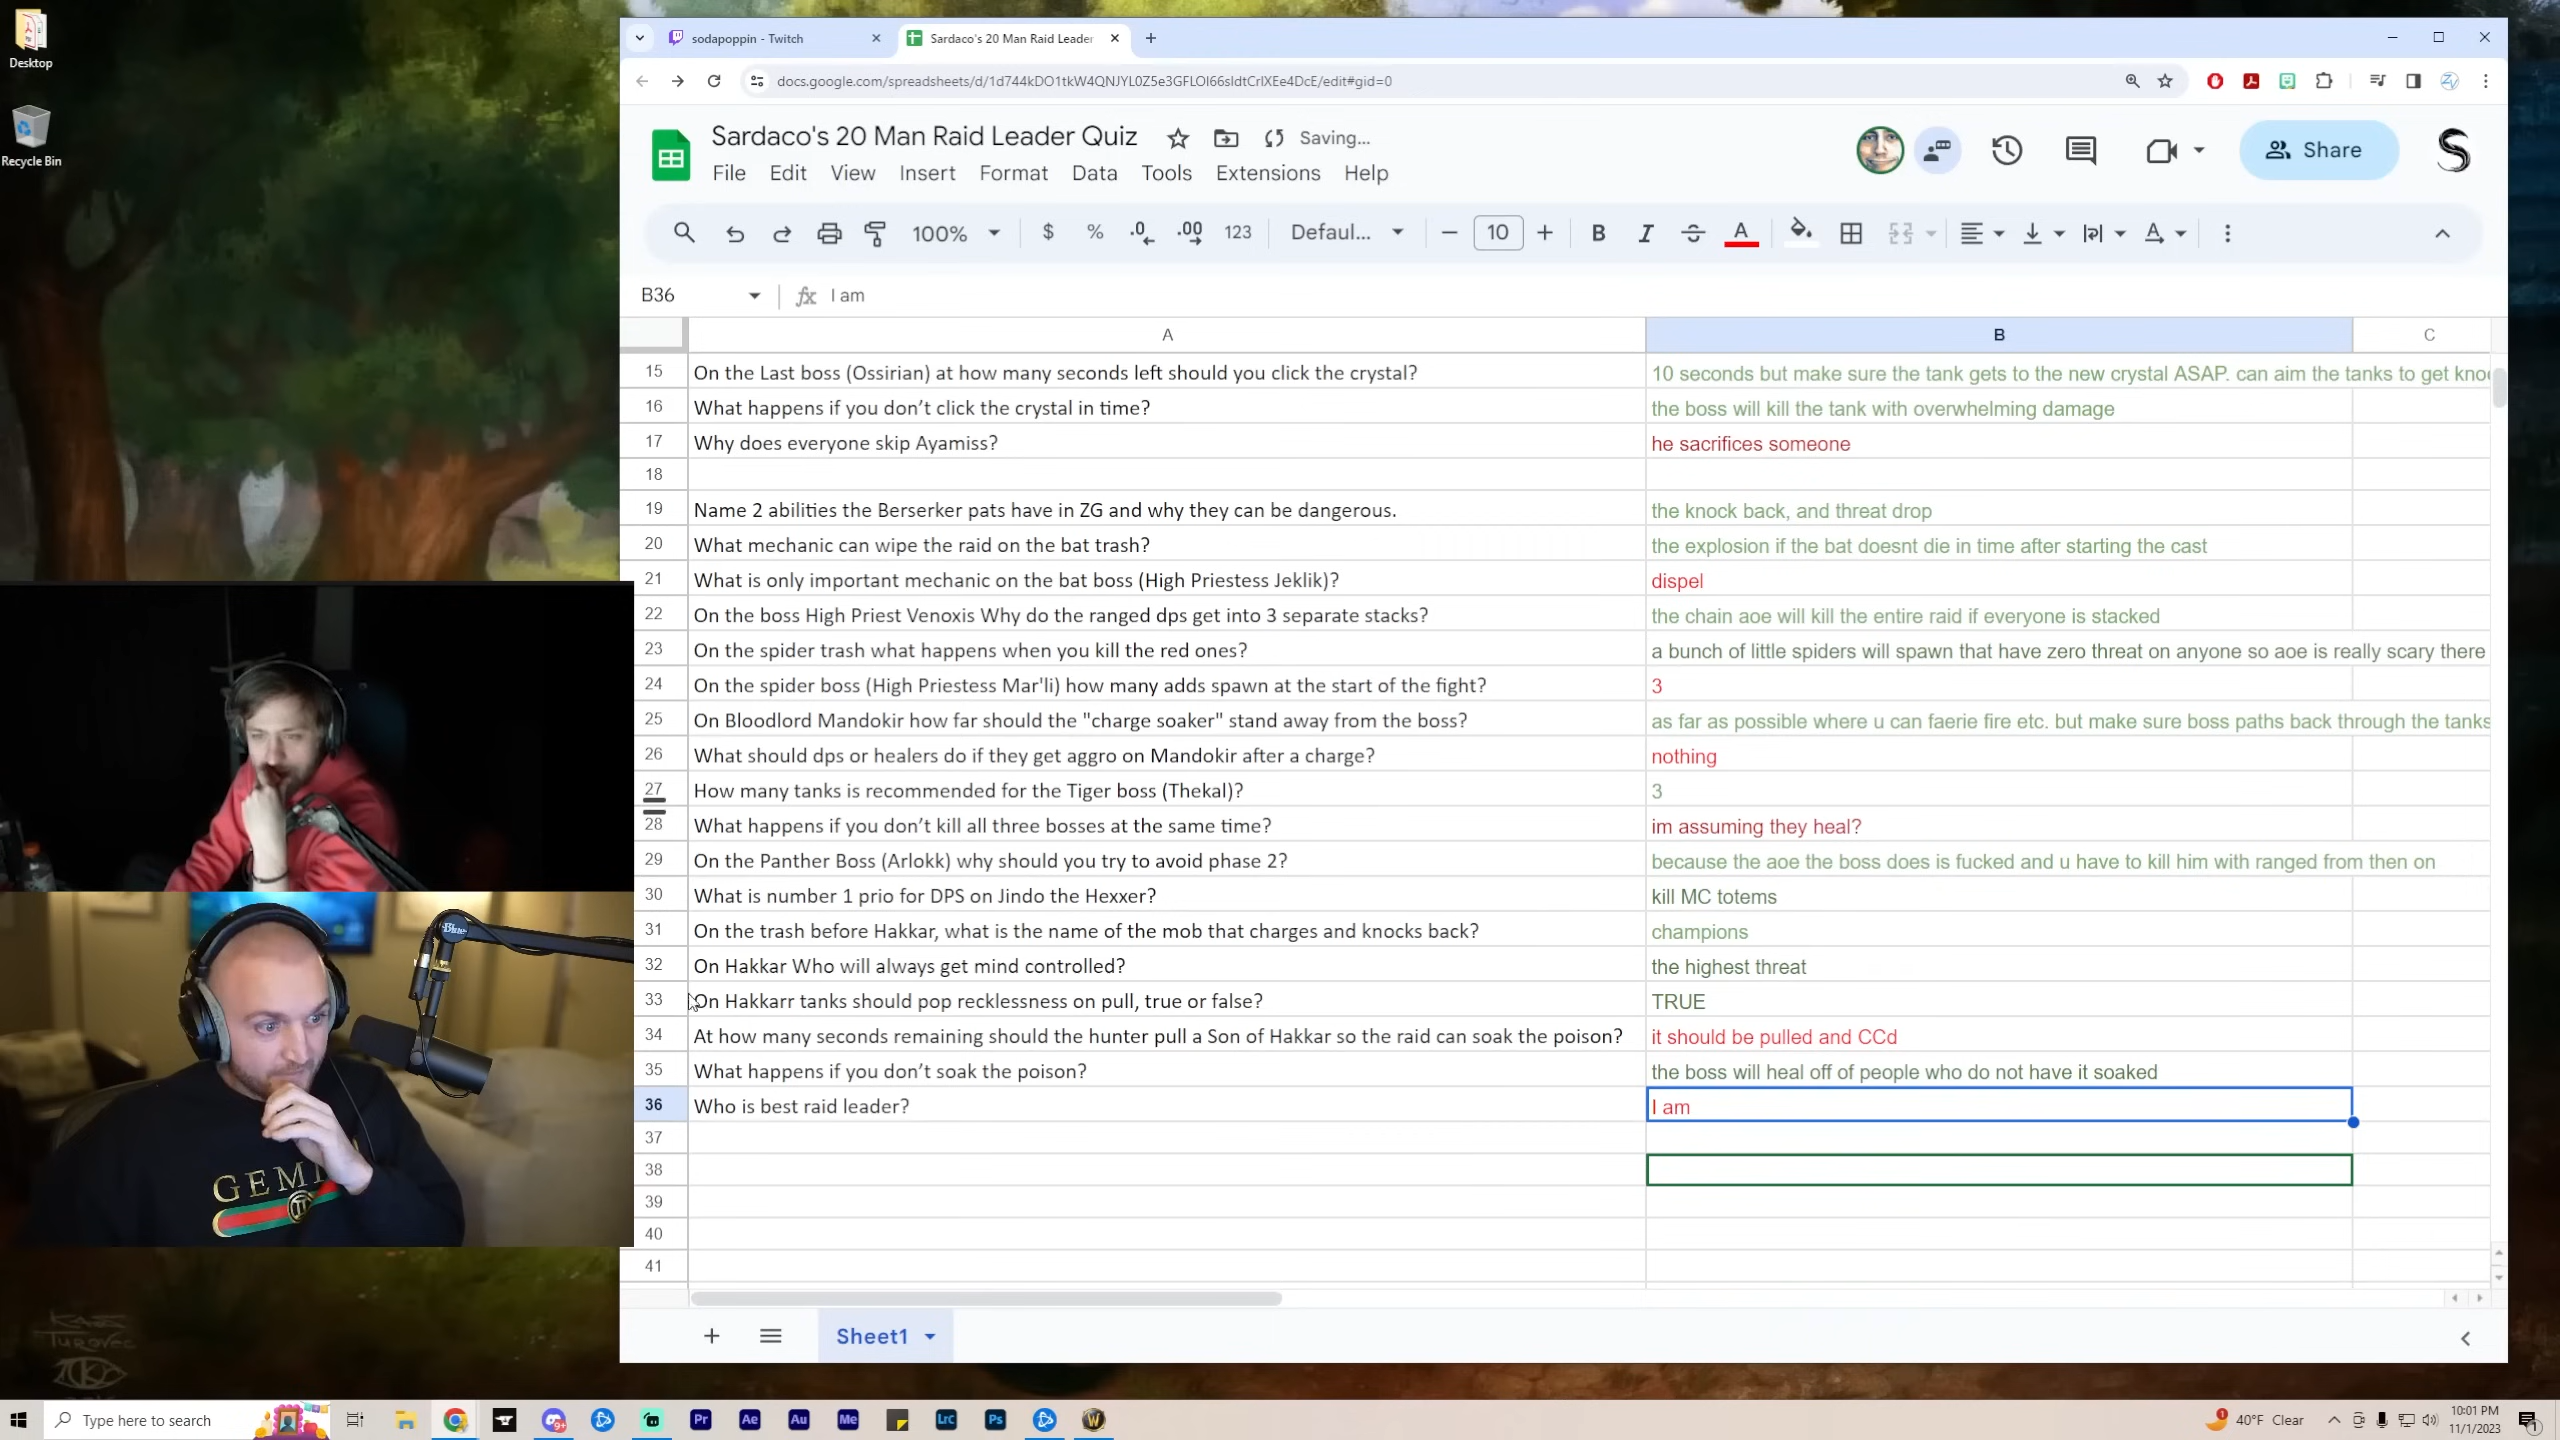 Desktop
Recycle Bin
sodapoppin - Twitch
Sardaco's 20 Man Raid Leader
docs.google.com/spreadsheets/d/1d744kDO1tkW4QNJYL0Z5e3GFLOI66sIdtCrlXEe4DcE/edit#gid=0
Sardaco's 20 Man Raid Leader Quiz
Saving...
File Edit View Insert Format Data Tools Extensions Help
Share
100% $ % .0 .00 123 Defaul... 10 B I A
B36 fx I am
A B C
15 On the Last boss (Ossirian) at how many seconds left should you click the crystal? 10 seconds but make sure the tank gets to the new crystal ASAP. can aim the tanks to get kno
16 What happens if you don’t click the crystal in time? the boss will kill the tank with overwhelming damage
17 Why does everyone skip Ayamiss? he sacrifices someone
18
19 Name 2 abilities the Berserker pats have in ZG and why they can be dangerous. the knock back, and threat drop
20 What mechanic can wipe the raid on the bat trash? the explosion if the bat doesnt die in time after starting the cast
21 What is only important mechanic on the bat boss (High Priestess Jeklik)? dispel
22 On the boss High Priest Venoxis Why do the ranged dps get into 3 separate stacks? the chain aoe will kill the entire raid if everyone is stacked
23 On the spider trash what happens when you kill the red ones? a bunch of little spiders will spawn that have zero threat on anyone so aoe is really scary there
24 On the spider boss (High Priestess Mar'li) how many adds spawn at the start of the fight? 3
25 On Bloodlord Mandokir how far should the "charge soaker" stand away from the boss? as far as possible where u can faerie fire etc. but make sure boss paths back through the tanks
26 What should dps or healers do if they get aggro on Mandokir after a charge? nothing
27 How many tanks is recommended for the Tiger boss (Thekal)? 3
28 What happens if you don’t kill all three bosses at the same time? im assuming they heal?
29 On the Panther Boss (Arlokk) why should you try to avoid phase 2? because the aoe the boss does is fucked and u have to kill him with ranged from then on
30 What is number 1 prio for DPS on Jindo the Hexxer? kill MC totems
31 On the trash before Hakkar, what is the name of the mob that charges and knocks back? champions
32 On Hakkar Who will always get mind controlled? the highest threat
33 On Hakkarr tanks should pop recklessness on pull, true or false? TRUE
34 At how many seconds remaining should the hunter pull a Son of Hakkar so the raid can soak the poison? it should be pulled and CCd
35 What happens if you don’t soak the poison? the boss will heal off of people who do not have it soaked
36 Who is best raid leader? I am
37
38
39
40
41
Blue
GEMI
Sheet1
Type here to search
Pr Ae Au Me LrC Ps
40°F Clear
10:01 PM
11/1/2023